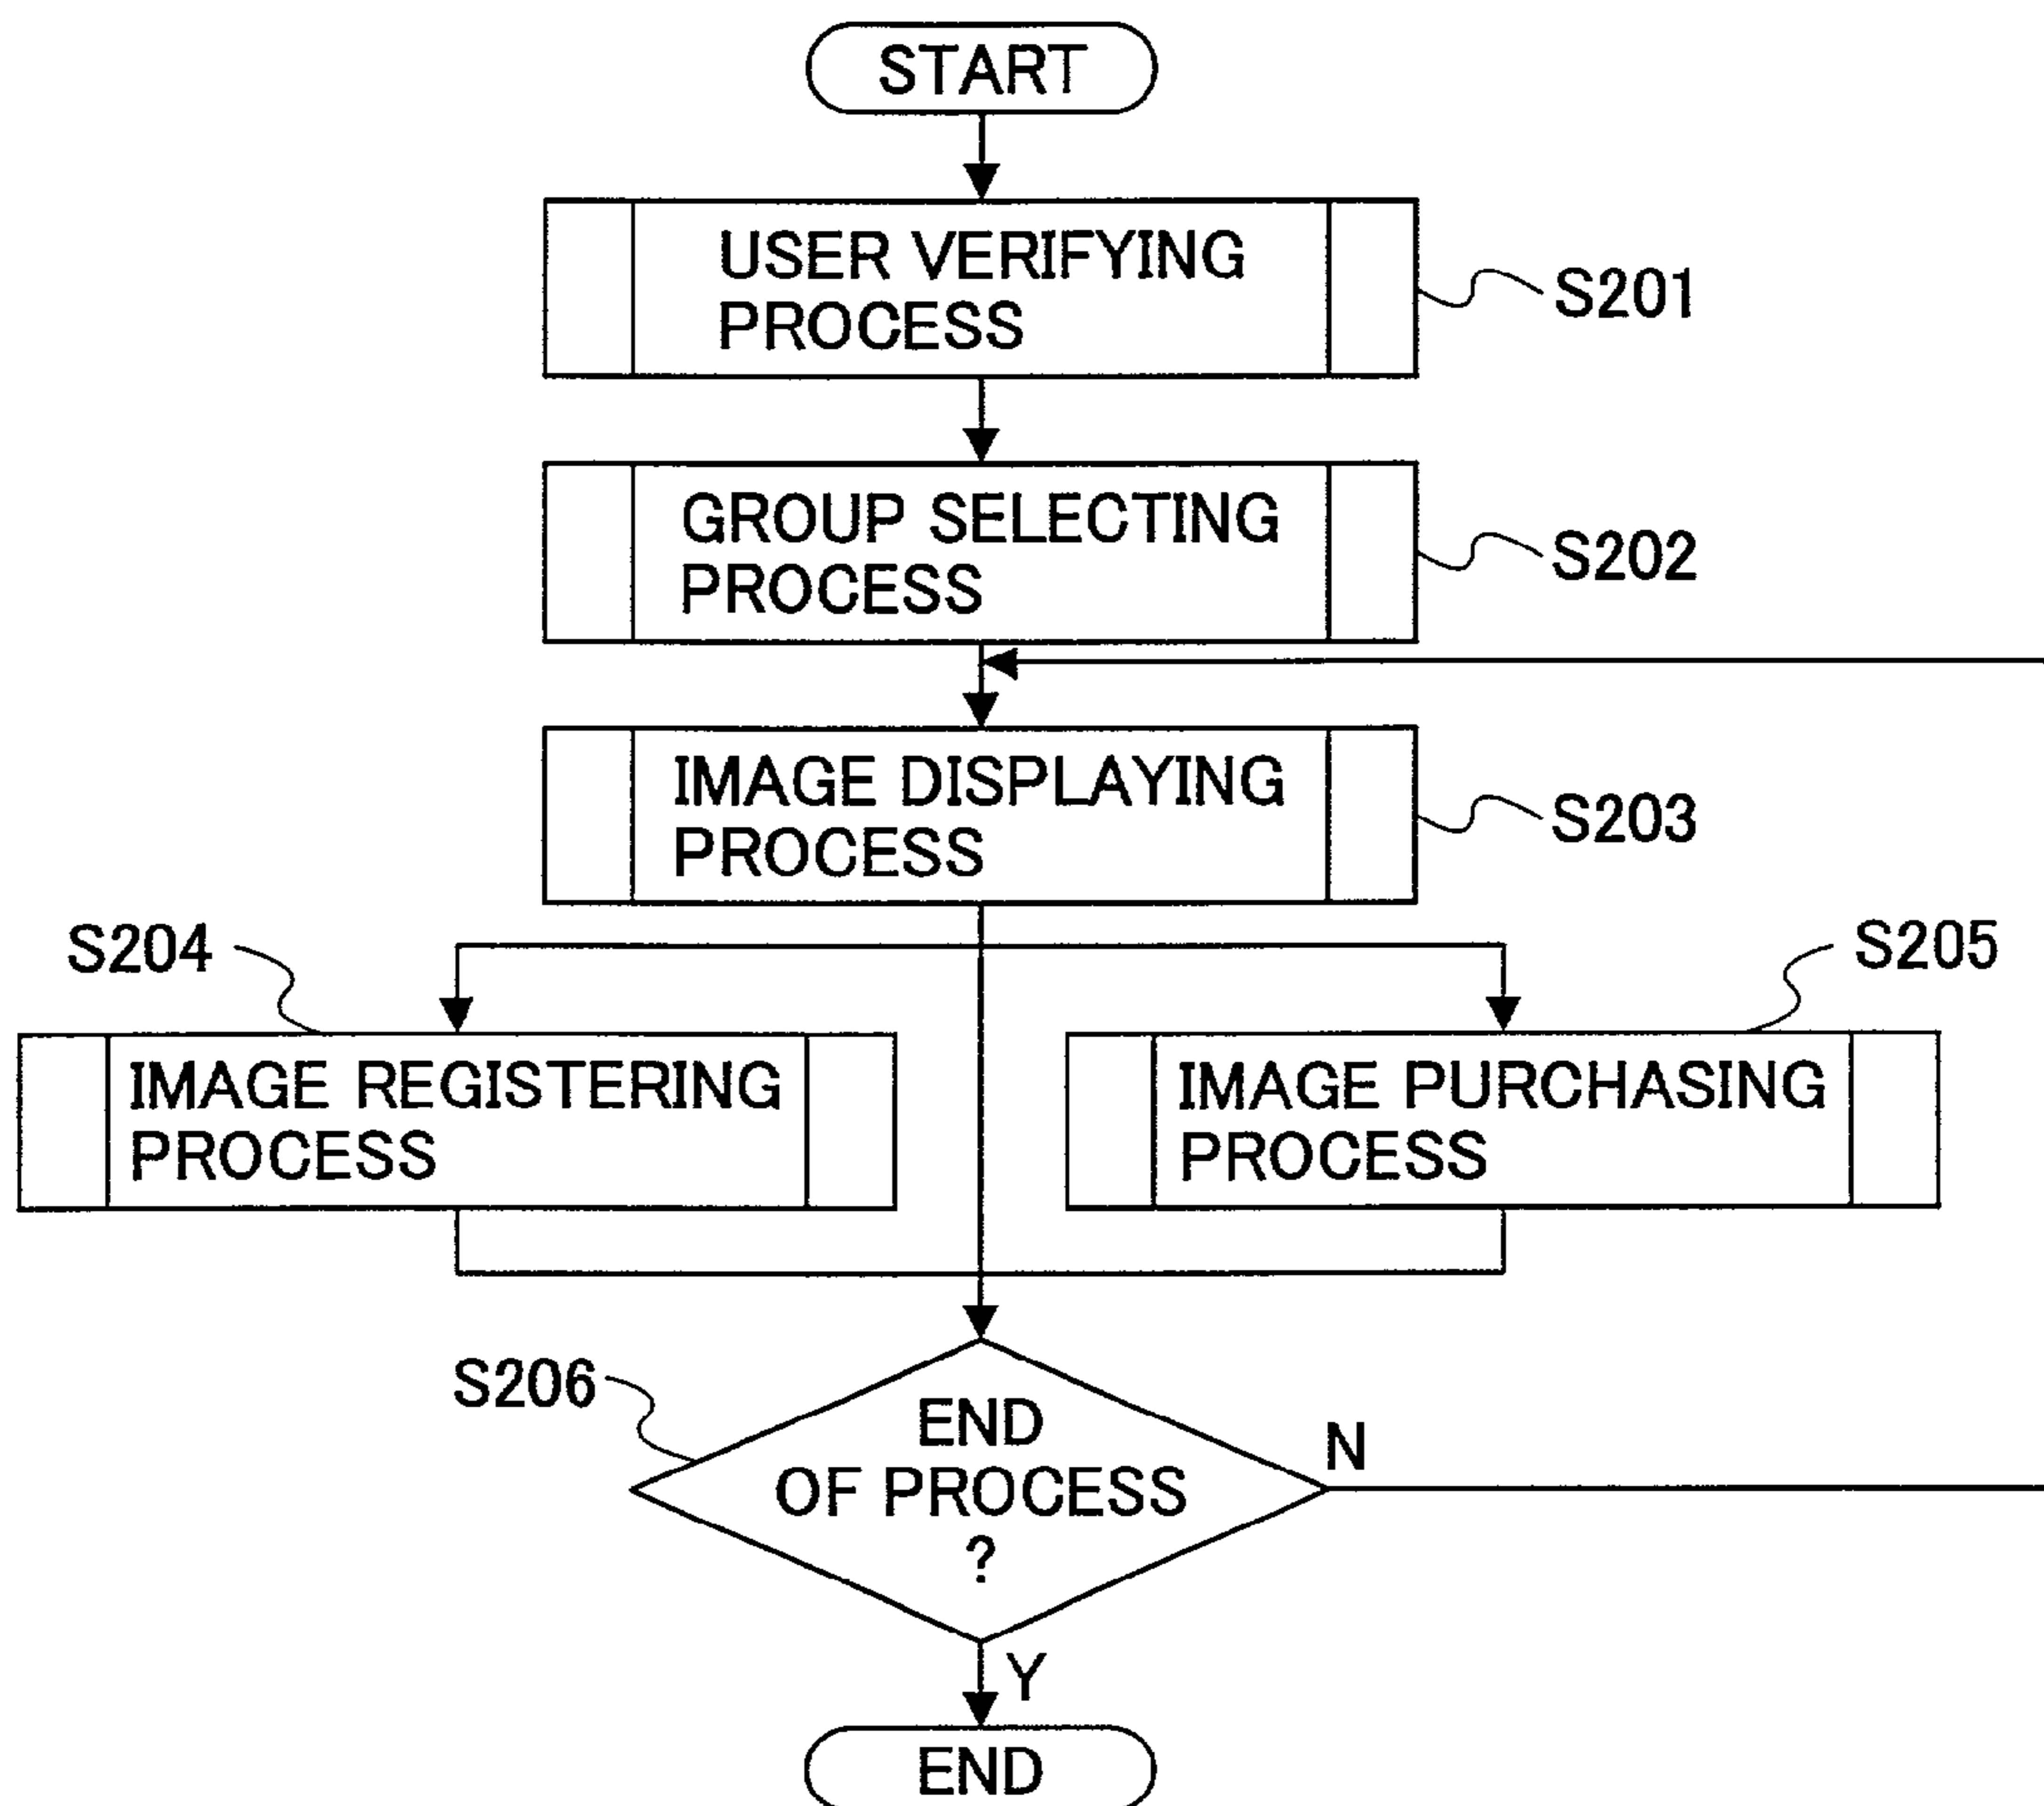 START
USER VERIFYING
PROCESS
S201
GROUP SELECTING
PROCESS
S202
IMAGE DISPLAYING
PROCESS
S203
S204
S205
IMAGE REGISTERING
PROCESS
IMAGE PURCHASING
PROCESS
S206
END
OF PROCESS
?
N
Y
END